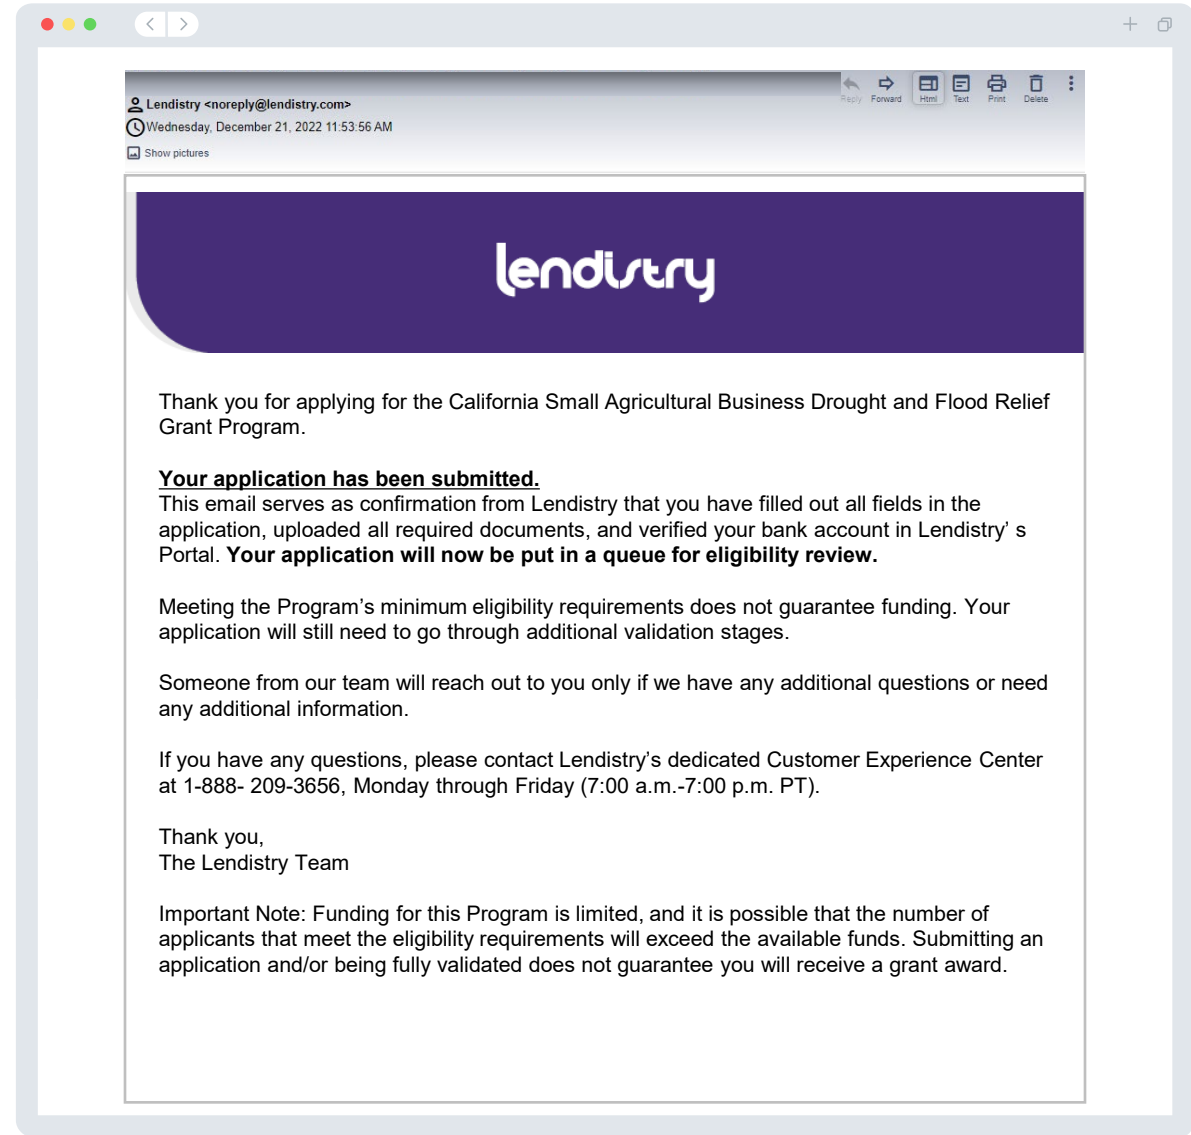 Lendistry <noreply@lendistry.com>
Reply Forward Html Text Print Delete
Wednesday, December 21, 2022 11:53:56 AM
Show pictures
lendistry
Thank you for applying for the California Small Agricultural Business Drought and Flood Relief
Grant Program.
Your application has been submitted.
This email serves as confirmation from Lendistry that you have filled out all fields in the
application, uploaded all required documents, and verified your bank account in Lendistry’ s
Portal. Your application will now be put in a queue for eligibility review.
Meeting the Program’s minimum eligibility requirements does not guarantee funding. Your
application will still need to go through additional validation stages.
Someone from our team will reach out to you only if we have any additional questions or need
any additional information.
If you have any questions, please contact Lendistry’s dedicated Customer Experience Center
at 1-888- 209-3656, Monday through Friday (7:00 a.m.-7:00 p.m. PT).
Thank you,
The Lendistry Team
Important Note: Funding for this Program is limited, and it is possible that the number of
applicants that meet the eligibility requirements will exceed the available funds. Submitting an
application and/or being fully validated does not guarantee you will receive a grant award.